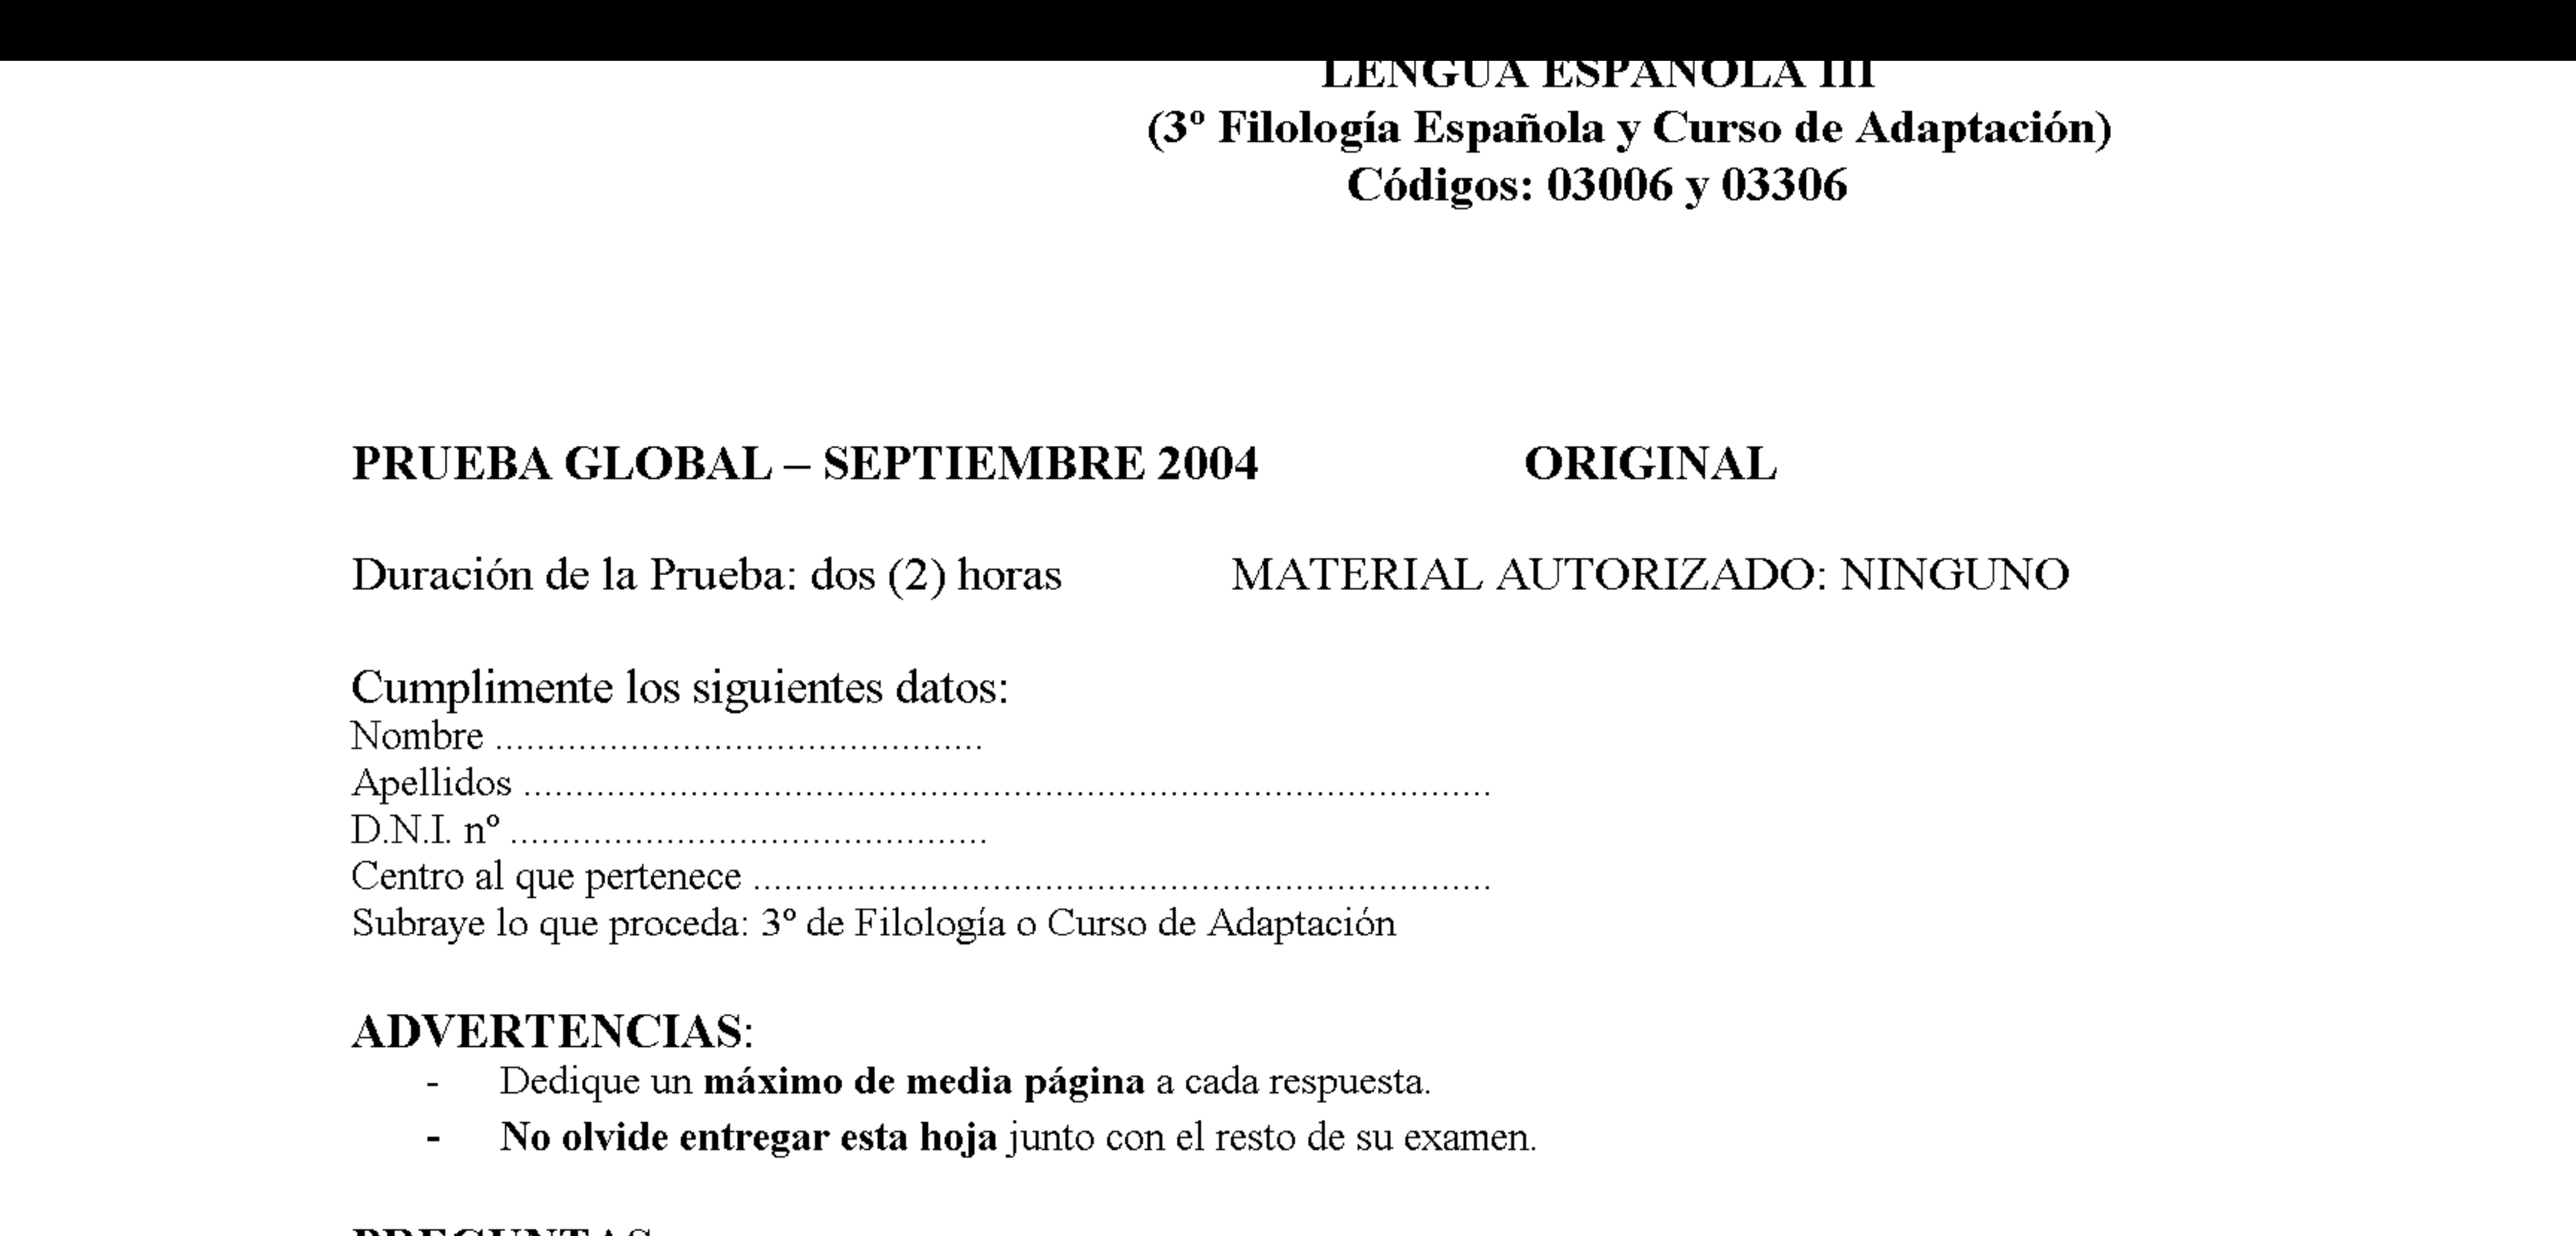 LENGUA ESPAÑOLA III
(3º Filología Española y Curso de Adaptación)
Códigos: 03006 y 03306
PRUEBA GLOBAL – SEPTIEMBRE 2004 ORIGINAL
Duración de la Prueba: dos (2) horas MATERIAL AUTORIZADO: NINGUNO
Cumplimente los siguientes datos:
Nombre ...............................................
Apellidos .............................................................................................
D.N.I. nº ..............................................
Centro al que pertenece .......................................................................
Subraye lo que proceda: 3º de Filología o Curso de Adaptación
ADVERTENCIAS:
- Dedique un máximo de media página a cada respuesta.
- No olvide entregar esta hoja junto con el resto de su examen.
PREGUNTAS